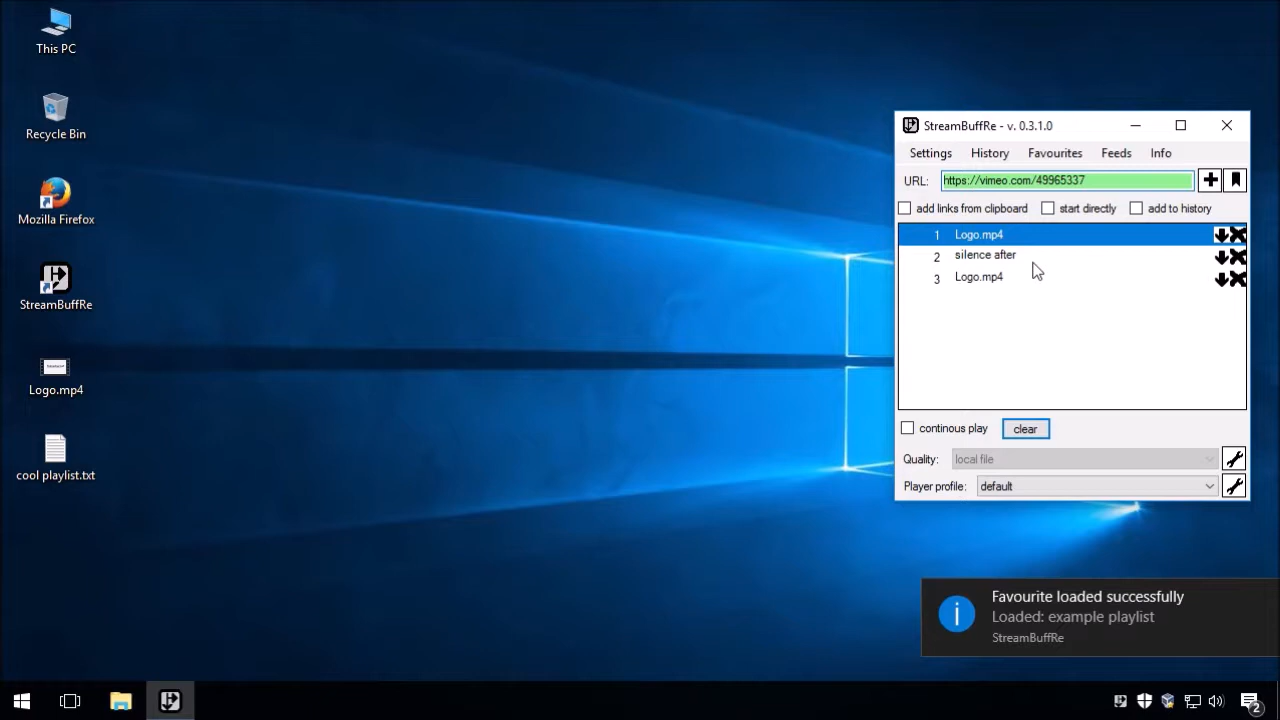 This PC
Recycle Bin
Mozilla Firefox
StreamBuffRe
Logo.mp4
cool playlist.txt
StreamBuffRe - v. 0.3.1.0
Settings History Favourites Feeds Info
URL: https://vimeo.com/49965337
add links from clipboard start directly add to history
1 Logo.mp4
2 silence after
3 Logo.mp4
continous play clear
Quality: local file
Player profile: default
Favourite loaded successfully
Loaded: example playlist
StreamBuffRe
2